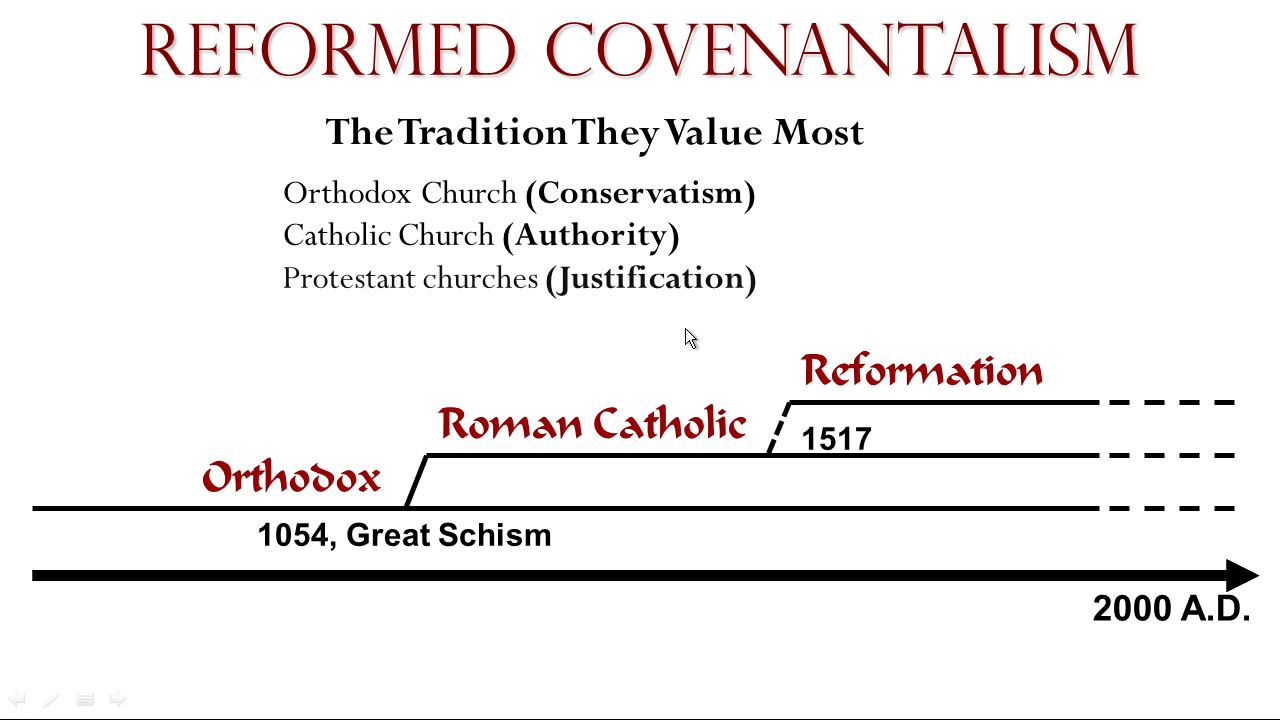 REFORMED COVENANTALISM
The Tradition They Value Most
Orthodox Church (Conservatism)
Catholic Church (Authority)
Protestant churches (Justification)
Reformation
Roman Catholic
1517
Orthodox
1054, Great Schism
2000 A.D.